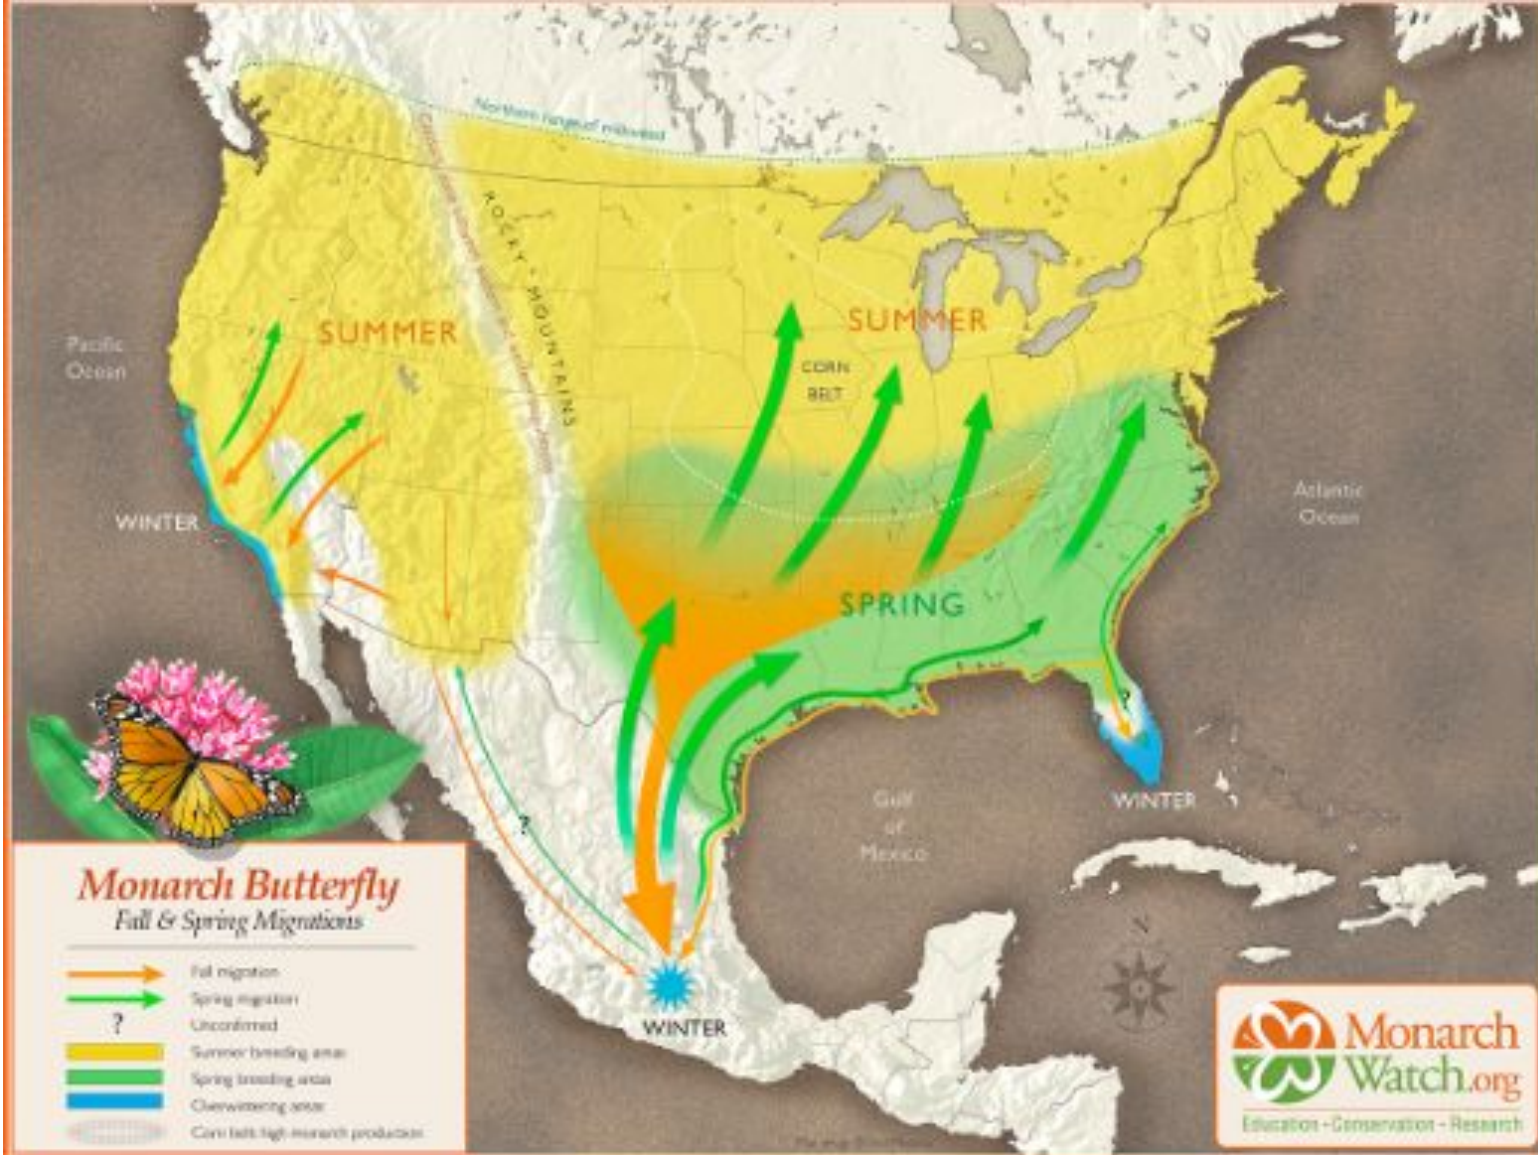 Northern range of milkweed
ROCKY MOUNTAINS
SUMMER
SUMMER
CORN
BELT
Pacific
Ocean
WINTER
Atlantic
Ocean
SPRING
?
?
WINTER
Gulf
of
Mexico
WINTER
N
Monarch Butterfly
Fall & Spring Migrations
Fall migration
Spring migration
?
Unconfirmed
Summer breeding areas
Spring breeding areas
Overwintering areas
Corn belt: high monarch production
Monarch
Watch.org
Education - Conservation - Research